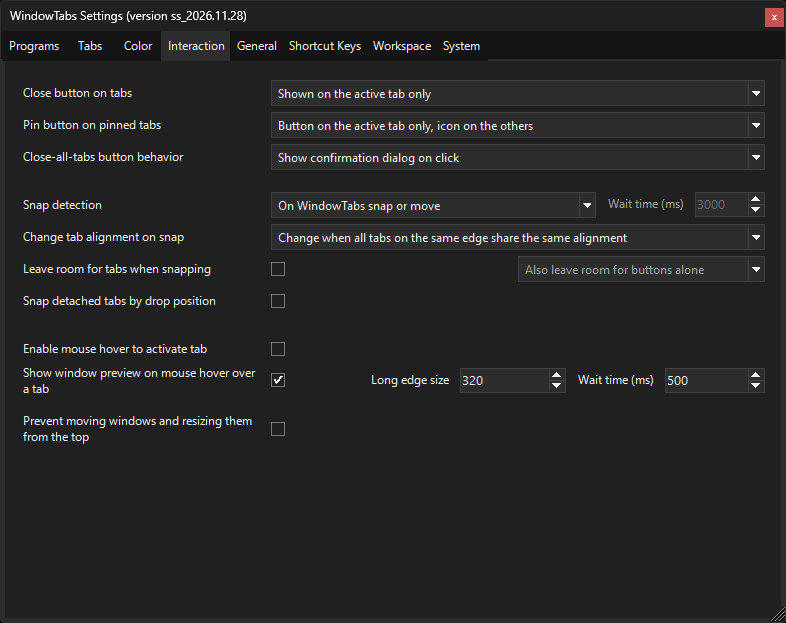 WindowTabs Settings (version ss_2026.11.28)
x
Programs Tabs Color Interaction General Shortcut Keys Workspace System
Close button on tabs Shown on the active tab only
Pin button on pinned tabs Button on the active tab only, icon on the others
Close-all-tabs button behavior Show confirmation dialog on click
Snap detection On WindowTabs snap or move Wait time (ms) 3000
Change tab alignment on snap Change when all tabs on the same edge share the same alignment
Leave room for tabs when snapping Also leave room for buttons alone
Snap detached tabs by drop position
Enable mouse hover to activate tab
Show window preview on mouse hover over
a tab
Long edge size 320 Wait time (ms) 500
Prevent moving windows and resizing them
from the top